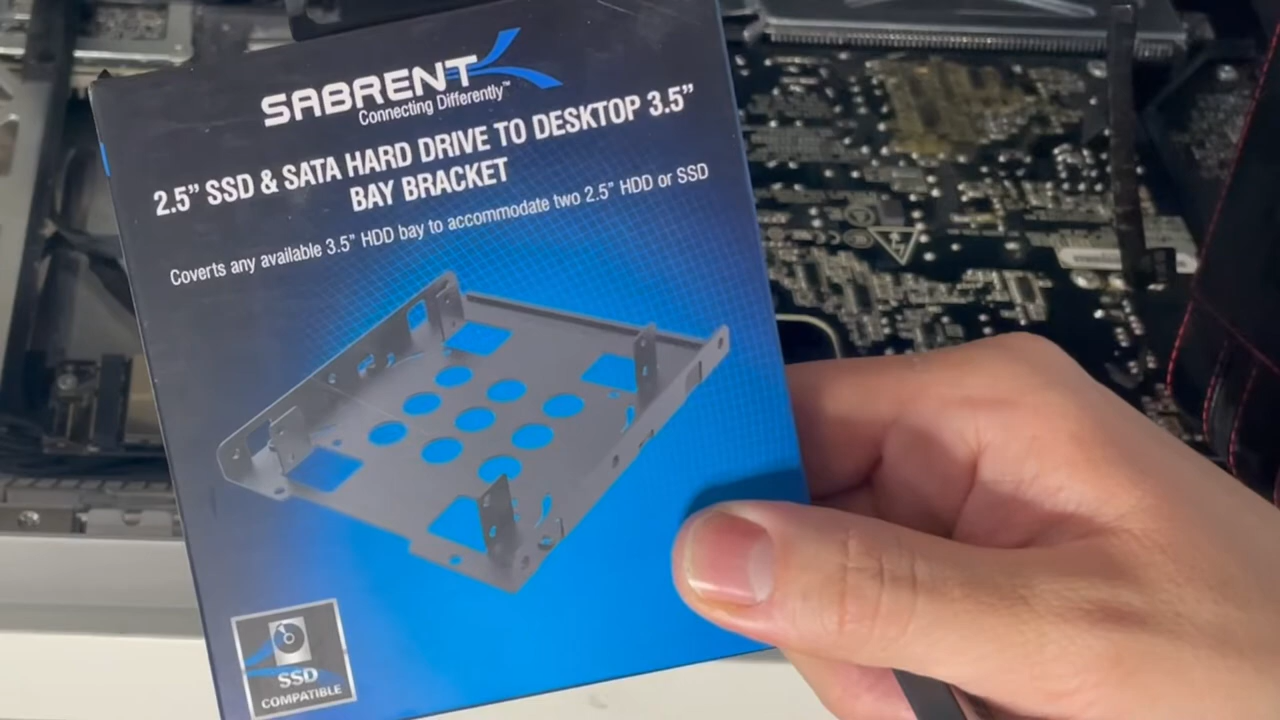 SABRENT
Connecting Differently™
2.5” SSD & SATA HARD DRIVE TO DESKTOP 3.5”
BAY BRACKET
Coverts any available 3.5” HDD bay to accommodate two 2.5” HDD or SSD
SSD
COMPATIBLE